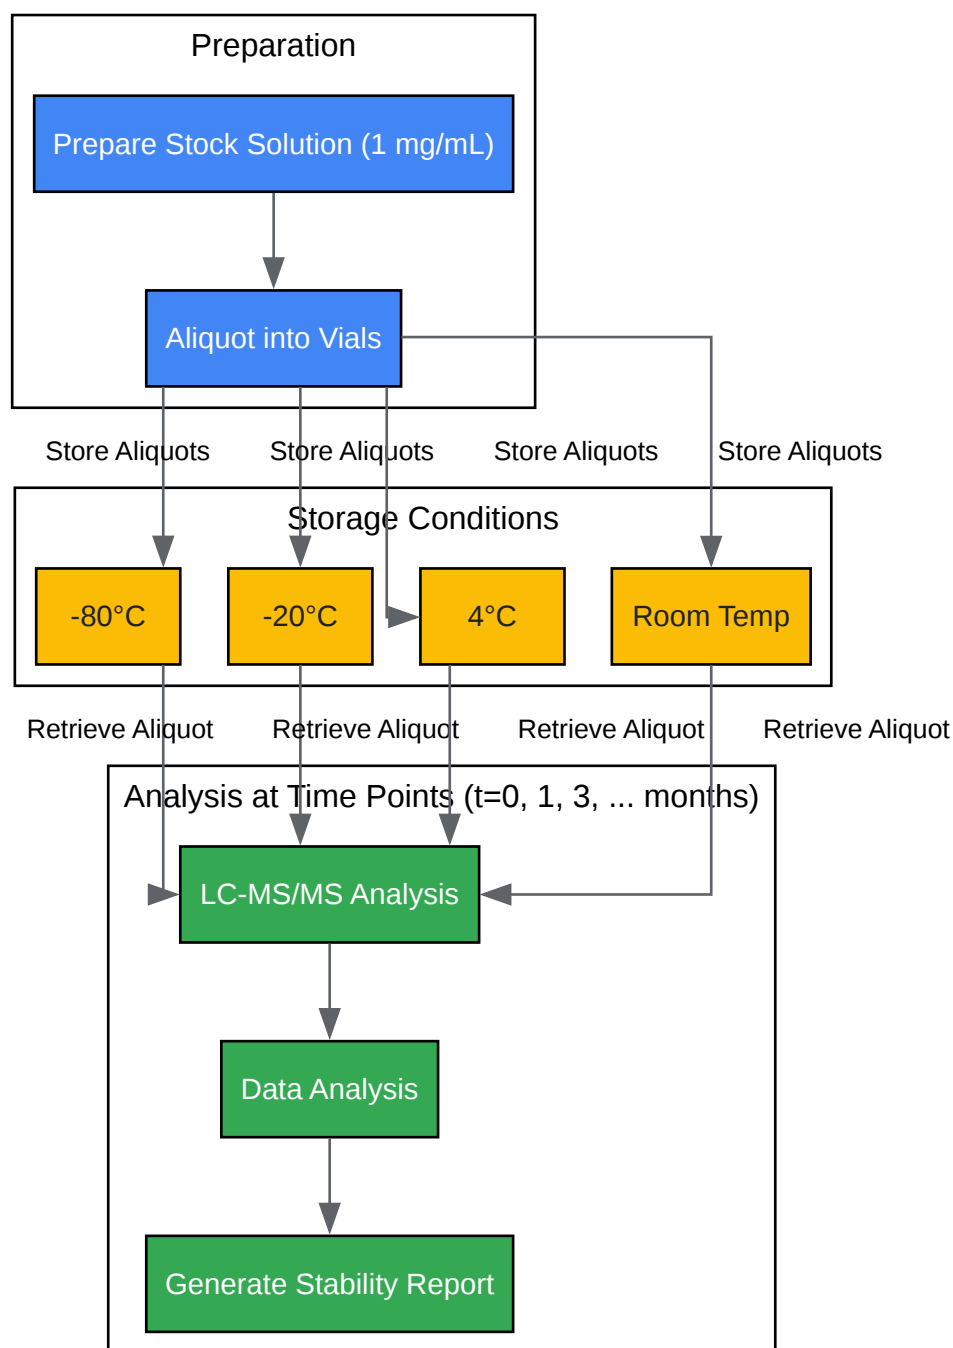 Preparation
Prepare Stock Solution (1 mg/mL)
Aliquot into Vials
Store Aliquots
Store Aliquots
Store Aliquots
Store Aliquots
Storage Conditions
-80°C
-20°C
4°C
Room Temp
Retrieve Aliquot
Retrieve Aliquot
Retrieve Aliquot
Retrieve Aliquot
Analysis at Time Points (t=0, 1, 3, ... months)
LC-MS/MS Analysis
Data Analysis
Generate Stability Report